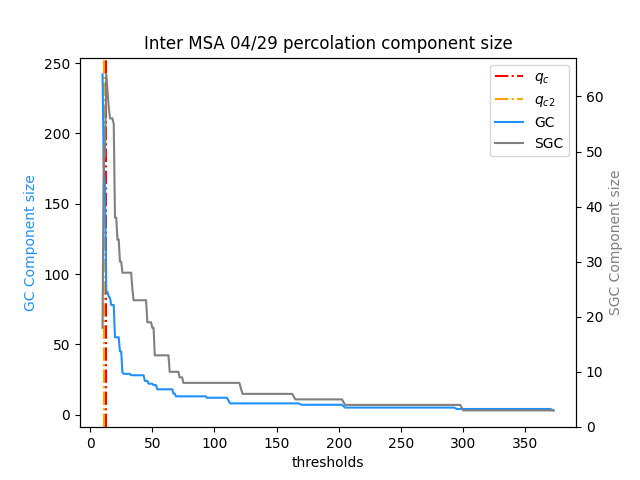 Inter MSA 04/29 percolation component size
GC Component size
250
200
150
100
50
0
q_c
q_c2
GC
SGC
60
50
40
30
20
10
0
SGC Component size
0 50 100 150 200 250 300 350
thresholds